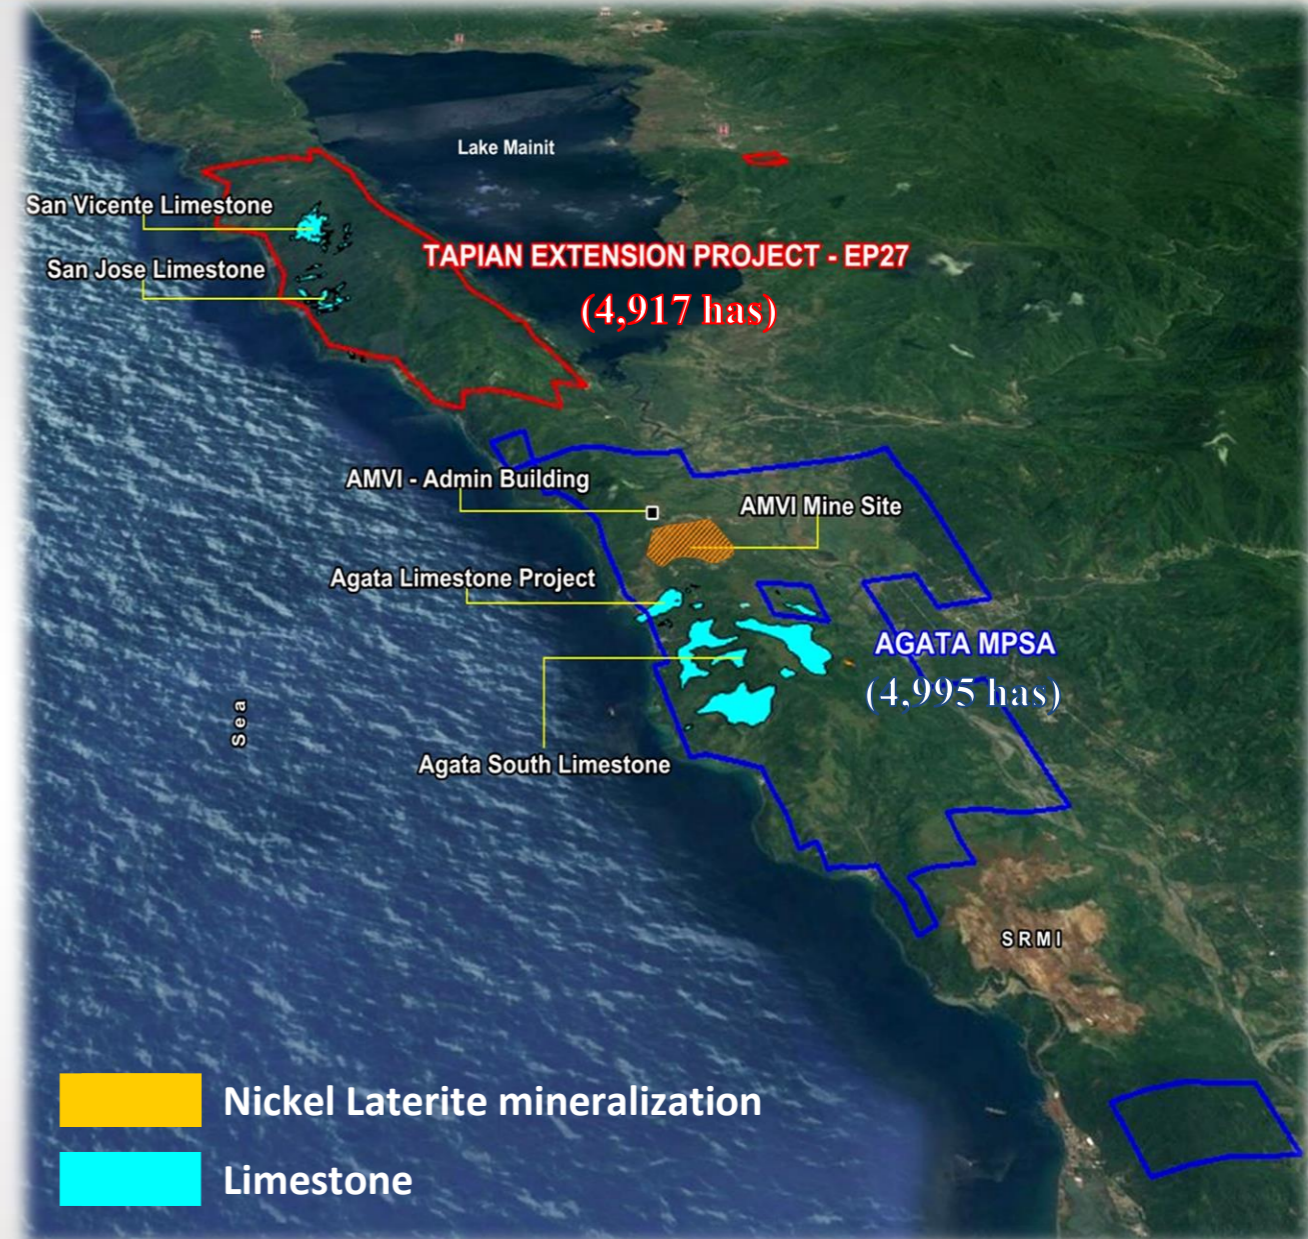 Lake Mainit
San Vicente Limestone
TAPIAN EXTENSION PROJECT - EP27
San Jose Limestone
(4,917 has)
AMVI - Admin Building
AMVI Mine Site
Agata Limestone Project
AGATA MPSA
(4,995 has)
Sea
Agata South Limestone
SRMI
Nickel Laterite mineralization
Limestone